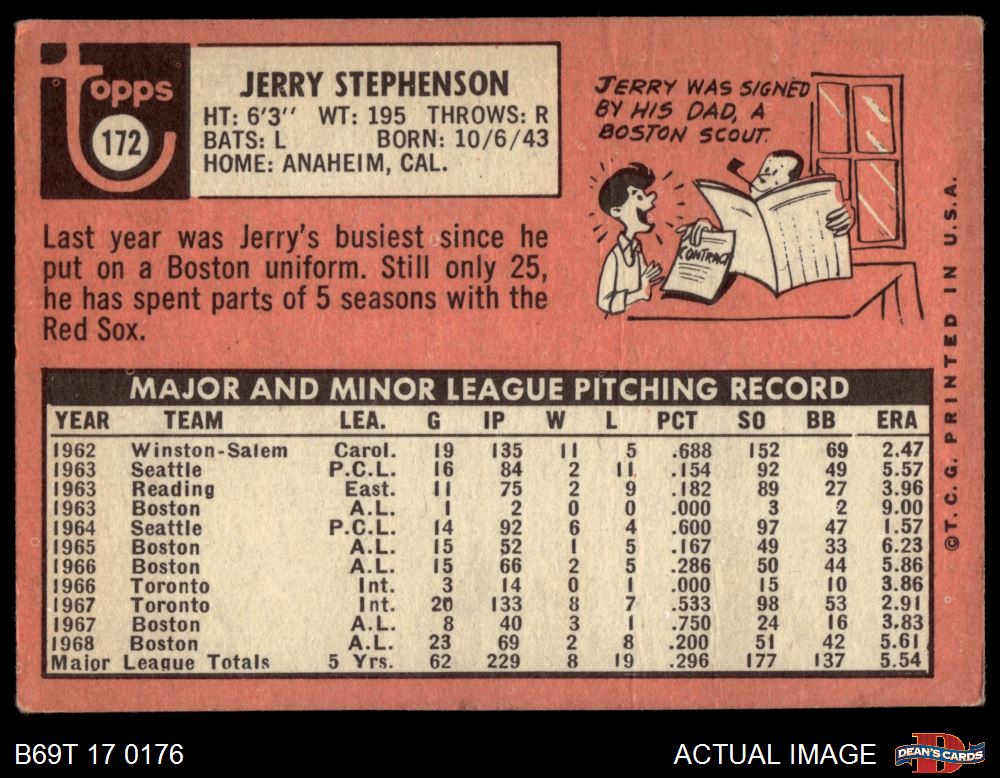 topps
172
JERRY STEPHENSON
HT: 6'3" WT: 195 THROWS: R
BATS: L BORN: 10/6/43
HOME: ANAHEIM, CAL.
JERRY WAS SIGNED
BY HIS DAD, A
BOSTON SCOUT.
CONTRACT
Last year was Jerry's busiest since he
put on a Boston uniform. Still only 25,
he has spent parts of 5 seasons with the
Red Sox.
MAJOR AND MINOR LEAGUE PITCHING RECORD
YEAR TEAM LEA. G IP W L PCT SO BB ERA
1962 Winston-Salem Carol. 19 135 11 5 .688 152 69 2.47
1963 Seattle P.C.L. 16 84 2 11 .154 92 49 5.57
1963 Reading East. 11 75 2 9 .182 89 27 3.96
1963 Boston A.L. 1 2 0 0 .000 3 2 9.00
1964 Seattle P.C.L. 14 92 6 4 .600 97 47 1.57
1965 Boston A.L. 15 52 1 5 .167 49 33 6.23
1966 Boston A.L. 15 66 2 5 .286 50 44 5.86
1966 Toronto Int. 3 14 0 1 .000 15 10 3.86
1967 Toronto Int. 20 133 8 7 .533 98 53 2.91
1967 Boston A.L. 8 40 3 1 .750 24 16 3.83
1968 Boston A.L. 23 69 2 8 .200 51 42 5.61
Major League Totals 5 Yrs. 62 229 8 19 .296 177 137 5.54
©T.C.G. PRINTED IN U.S.A.
B69T 17 0176
ACTUAL IMAGE
DEAN'S CARDS